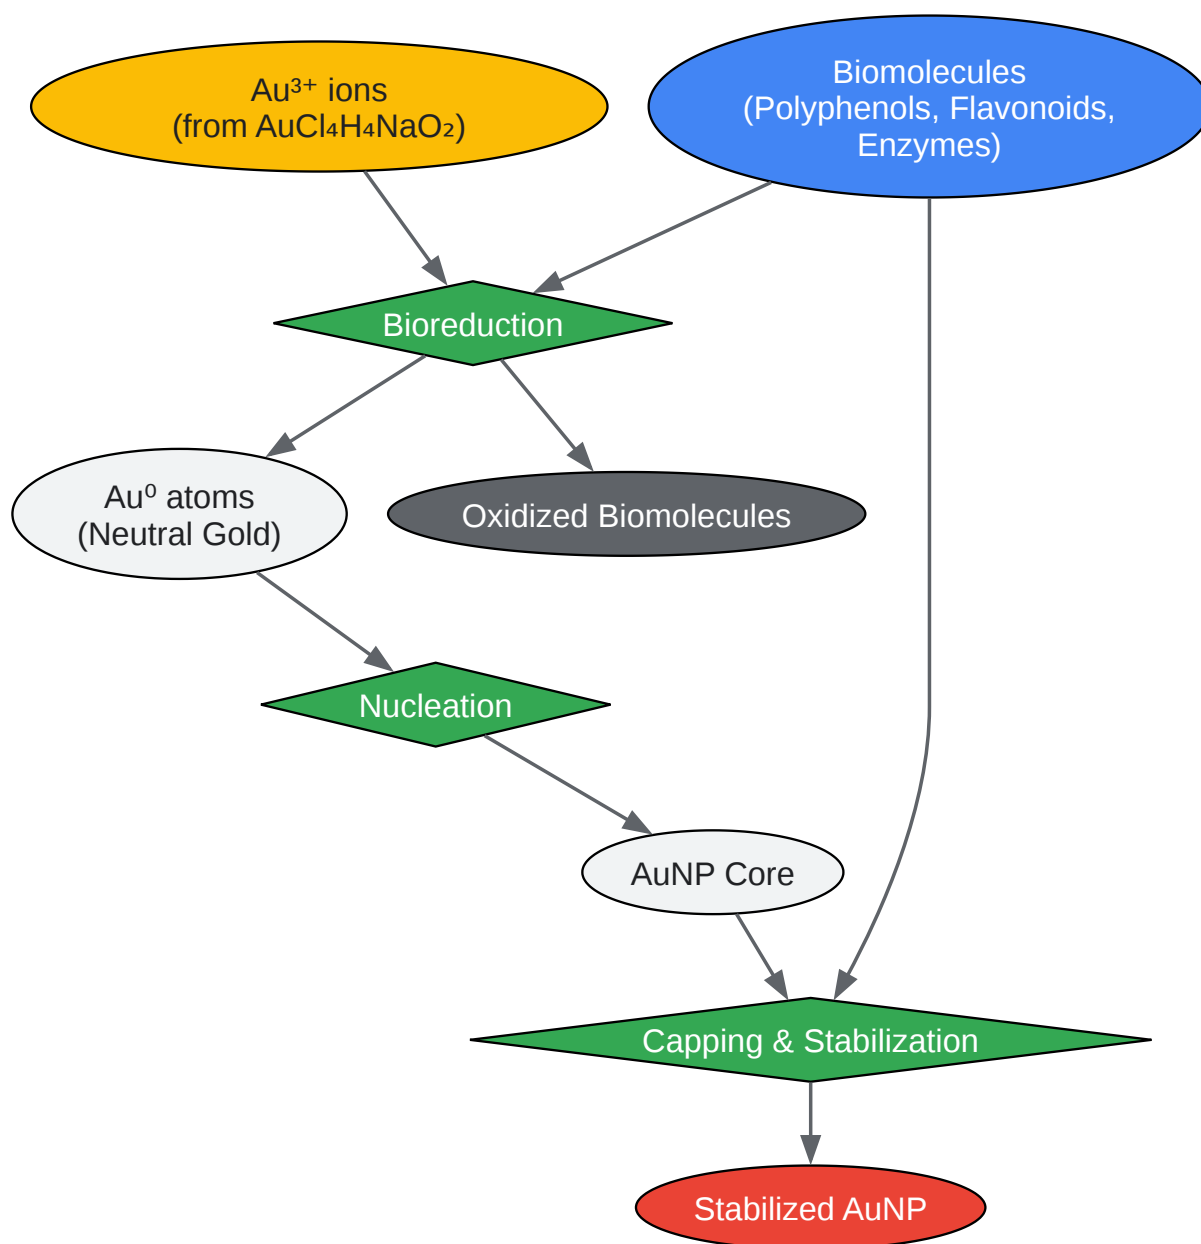 Au³⁺ ions
(from AuCl₄H₄NaO₂)
Biomolecules
(Polyphenols, Flavonoids,
Enzymes)
Bioreduction
Au⁰ atoms
(Neutral Gold)
Oxidized Biomolecules
Nucleation
AuNP Core
Capping & Stabilization
Stabilized AuNP